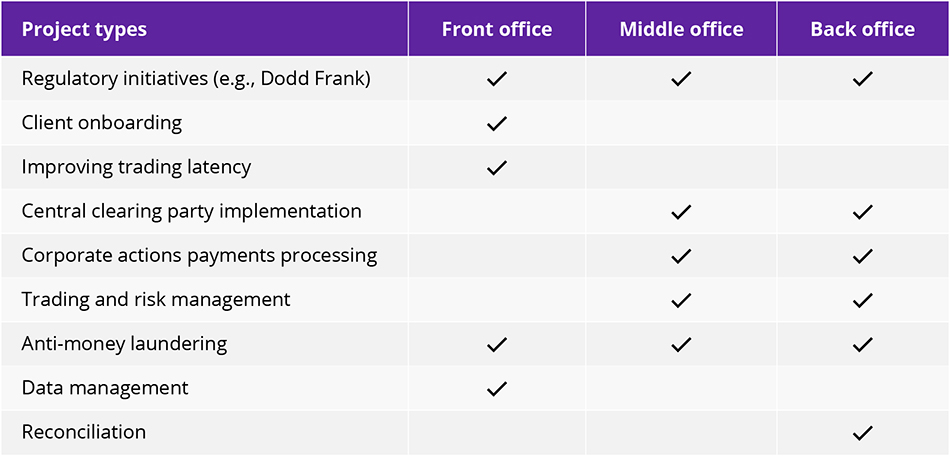 Project types Front office Middle office Back office
Regulatory initiatives (e.g., Dodd Frank) ✓ ✓ ✓
Client onboarding ✓
Improving trading latency ✓
Central clearing party implementation ✓ ✓
Corporate actions payments processing ✓ ✓
Trading and risk management ✓ ✓
Anti-money laundering ✓ ✓ ✓
Data management ✓
Reconciliation ✓